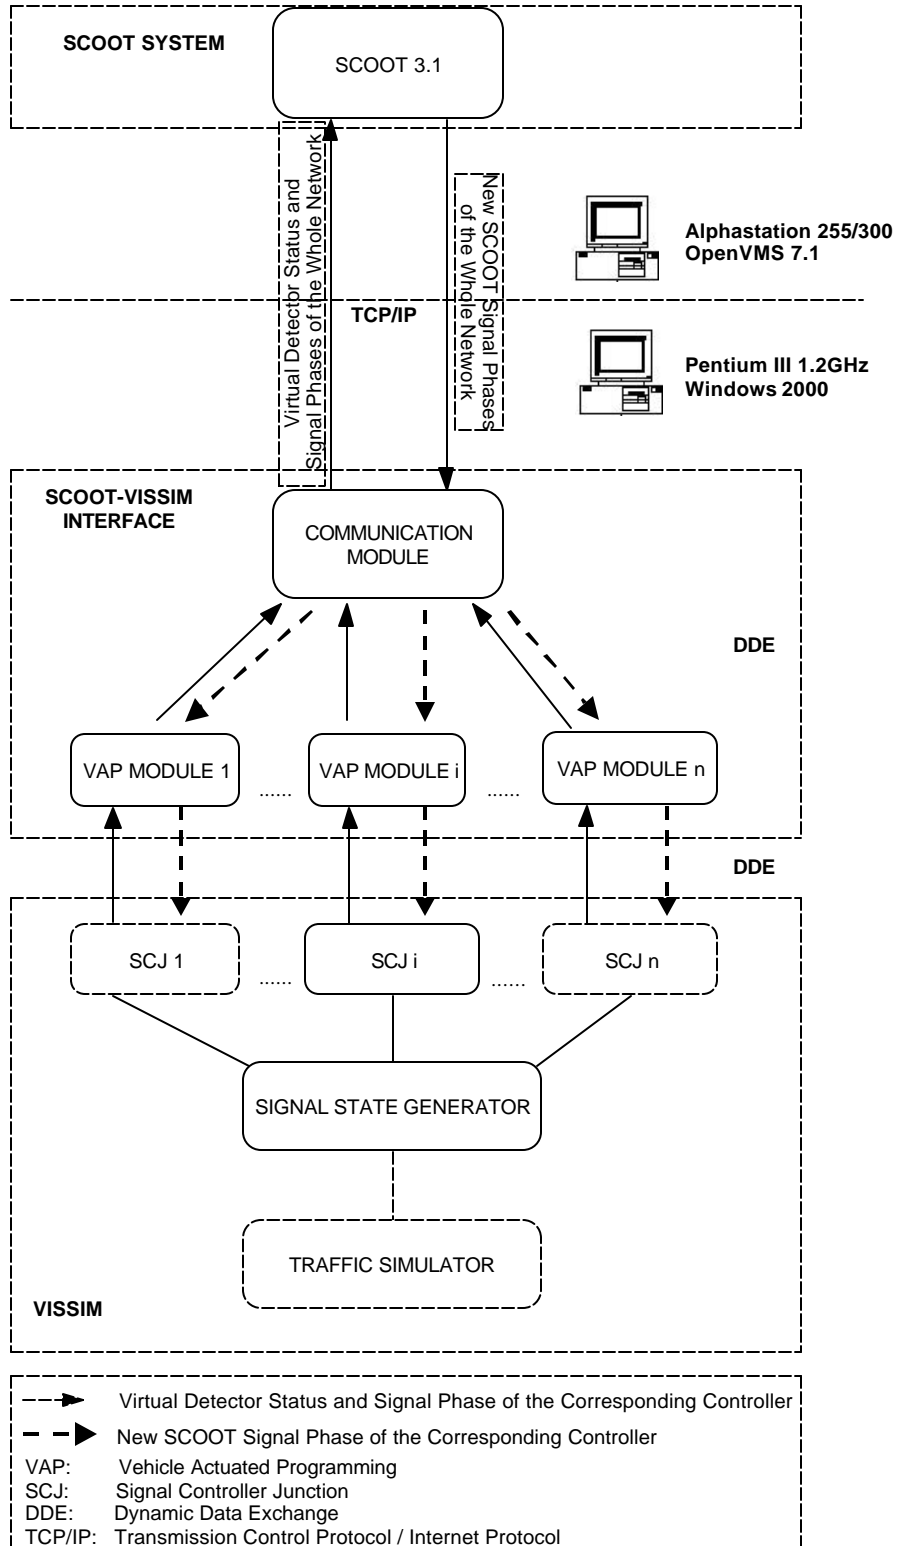 SCOOT SYSTEM
SCOOT 3.1
Virtual Detector Status and
Signal Phases of the Whole Network
New SCOOT Signal Phases
of the Whole Network
Alphastation 255/300
OpenVMS 7.1
TCP/IP
Pentium III 1.2GHz
Windows 2000
SCOOT-VISSIM
INTERFACE
COMMUNICATION
MODULE
DDE
VAP MODULE 1
......
VAP MODULE i
......
VAP MODULE n
DDE
SCJ 1
......
SCJ i
......
SCJ n
SIGNAL STATE GENERATOR
TRAFFIC SIMULATOR
VISSIM
Virtual Detector Status and Signal Phase of the Corresponding Controller
New SCOOT Signal Phase of the Corresponding Controller
VAP: Vehicle Actuated Programming
SCJ: Signal Controller Junction
DDE: Dynamic Data Exchange
TCP/IP: Transmission Control Protocol / Internet Protocol